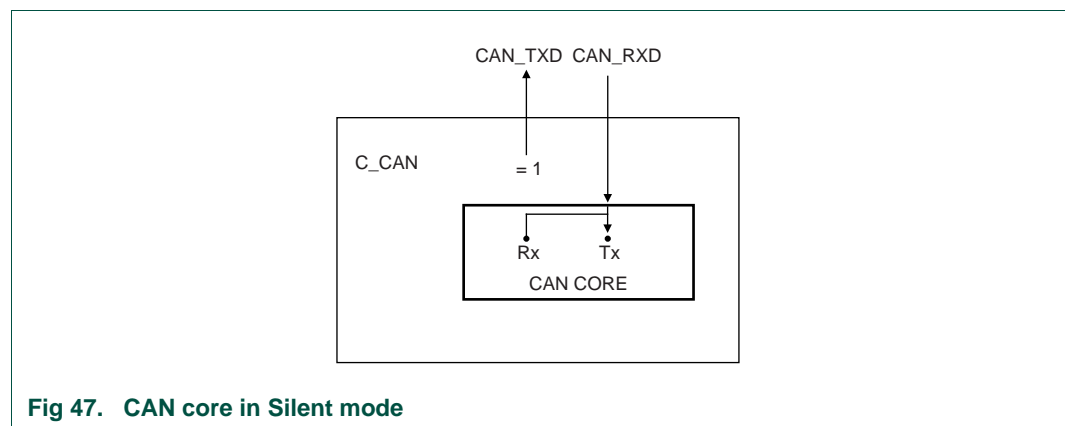 CAN_TXD CAN_RXD
C_CAN
= 1
Rx Tx
CAN CORE
Fig 47. CAN core in Silent mode